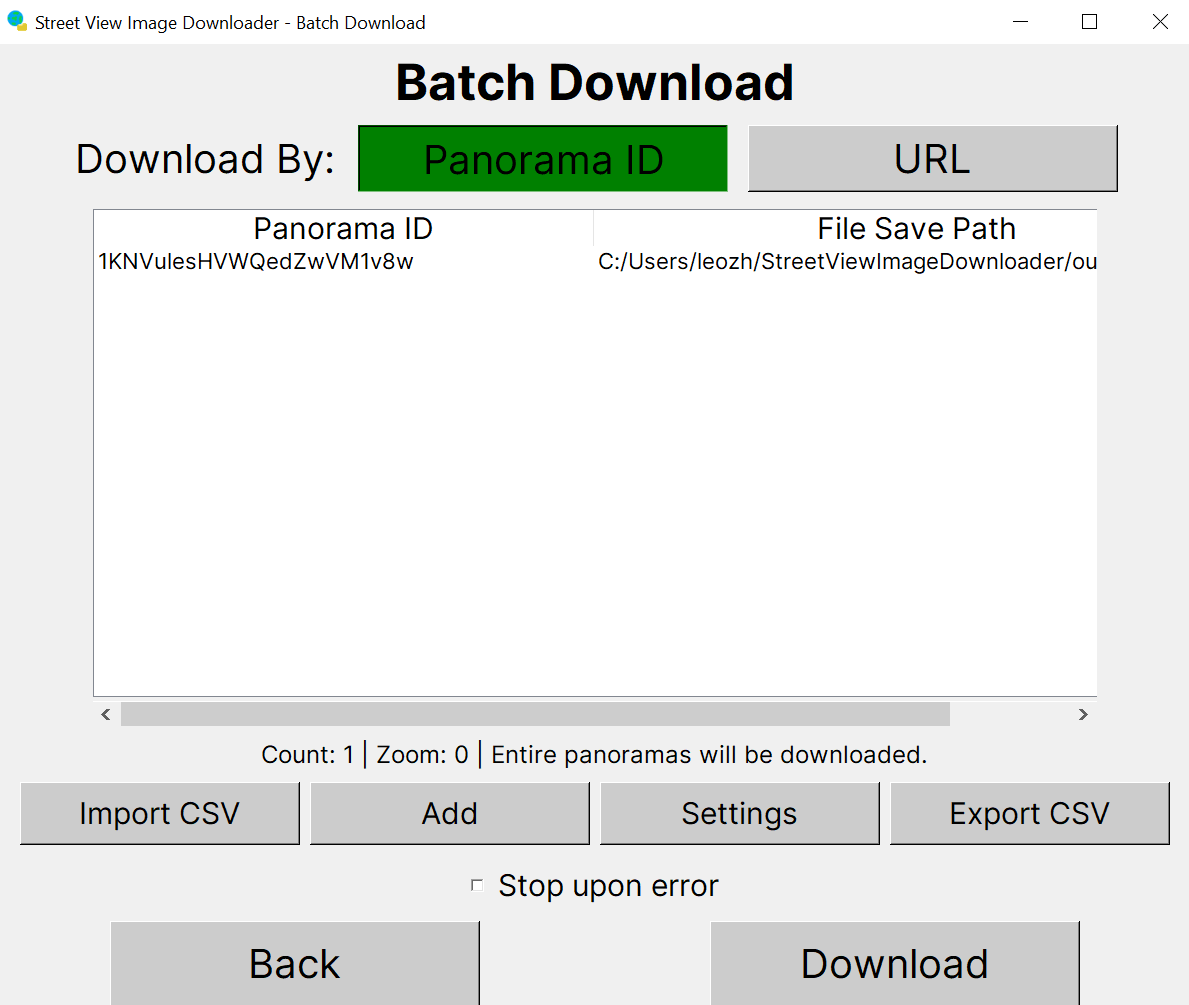 Street View Image Downloader - Batch Download
Batch Download
Download By: Panorama ID URL
Panorama ID File Save Path
1KNVulesHVWQedZwVM1v8w C:/Users/leozh/StreetViewImageDownloader/ou
Count: 1 | Zoom: 0 | Entire panoramas will be downloaded.
Import CSV Add Settings Export CSV
Stop upon error
Back Download